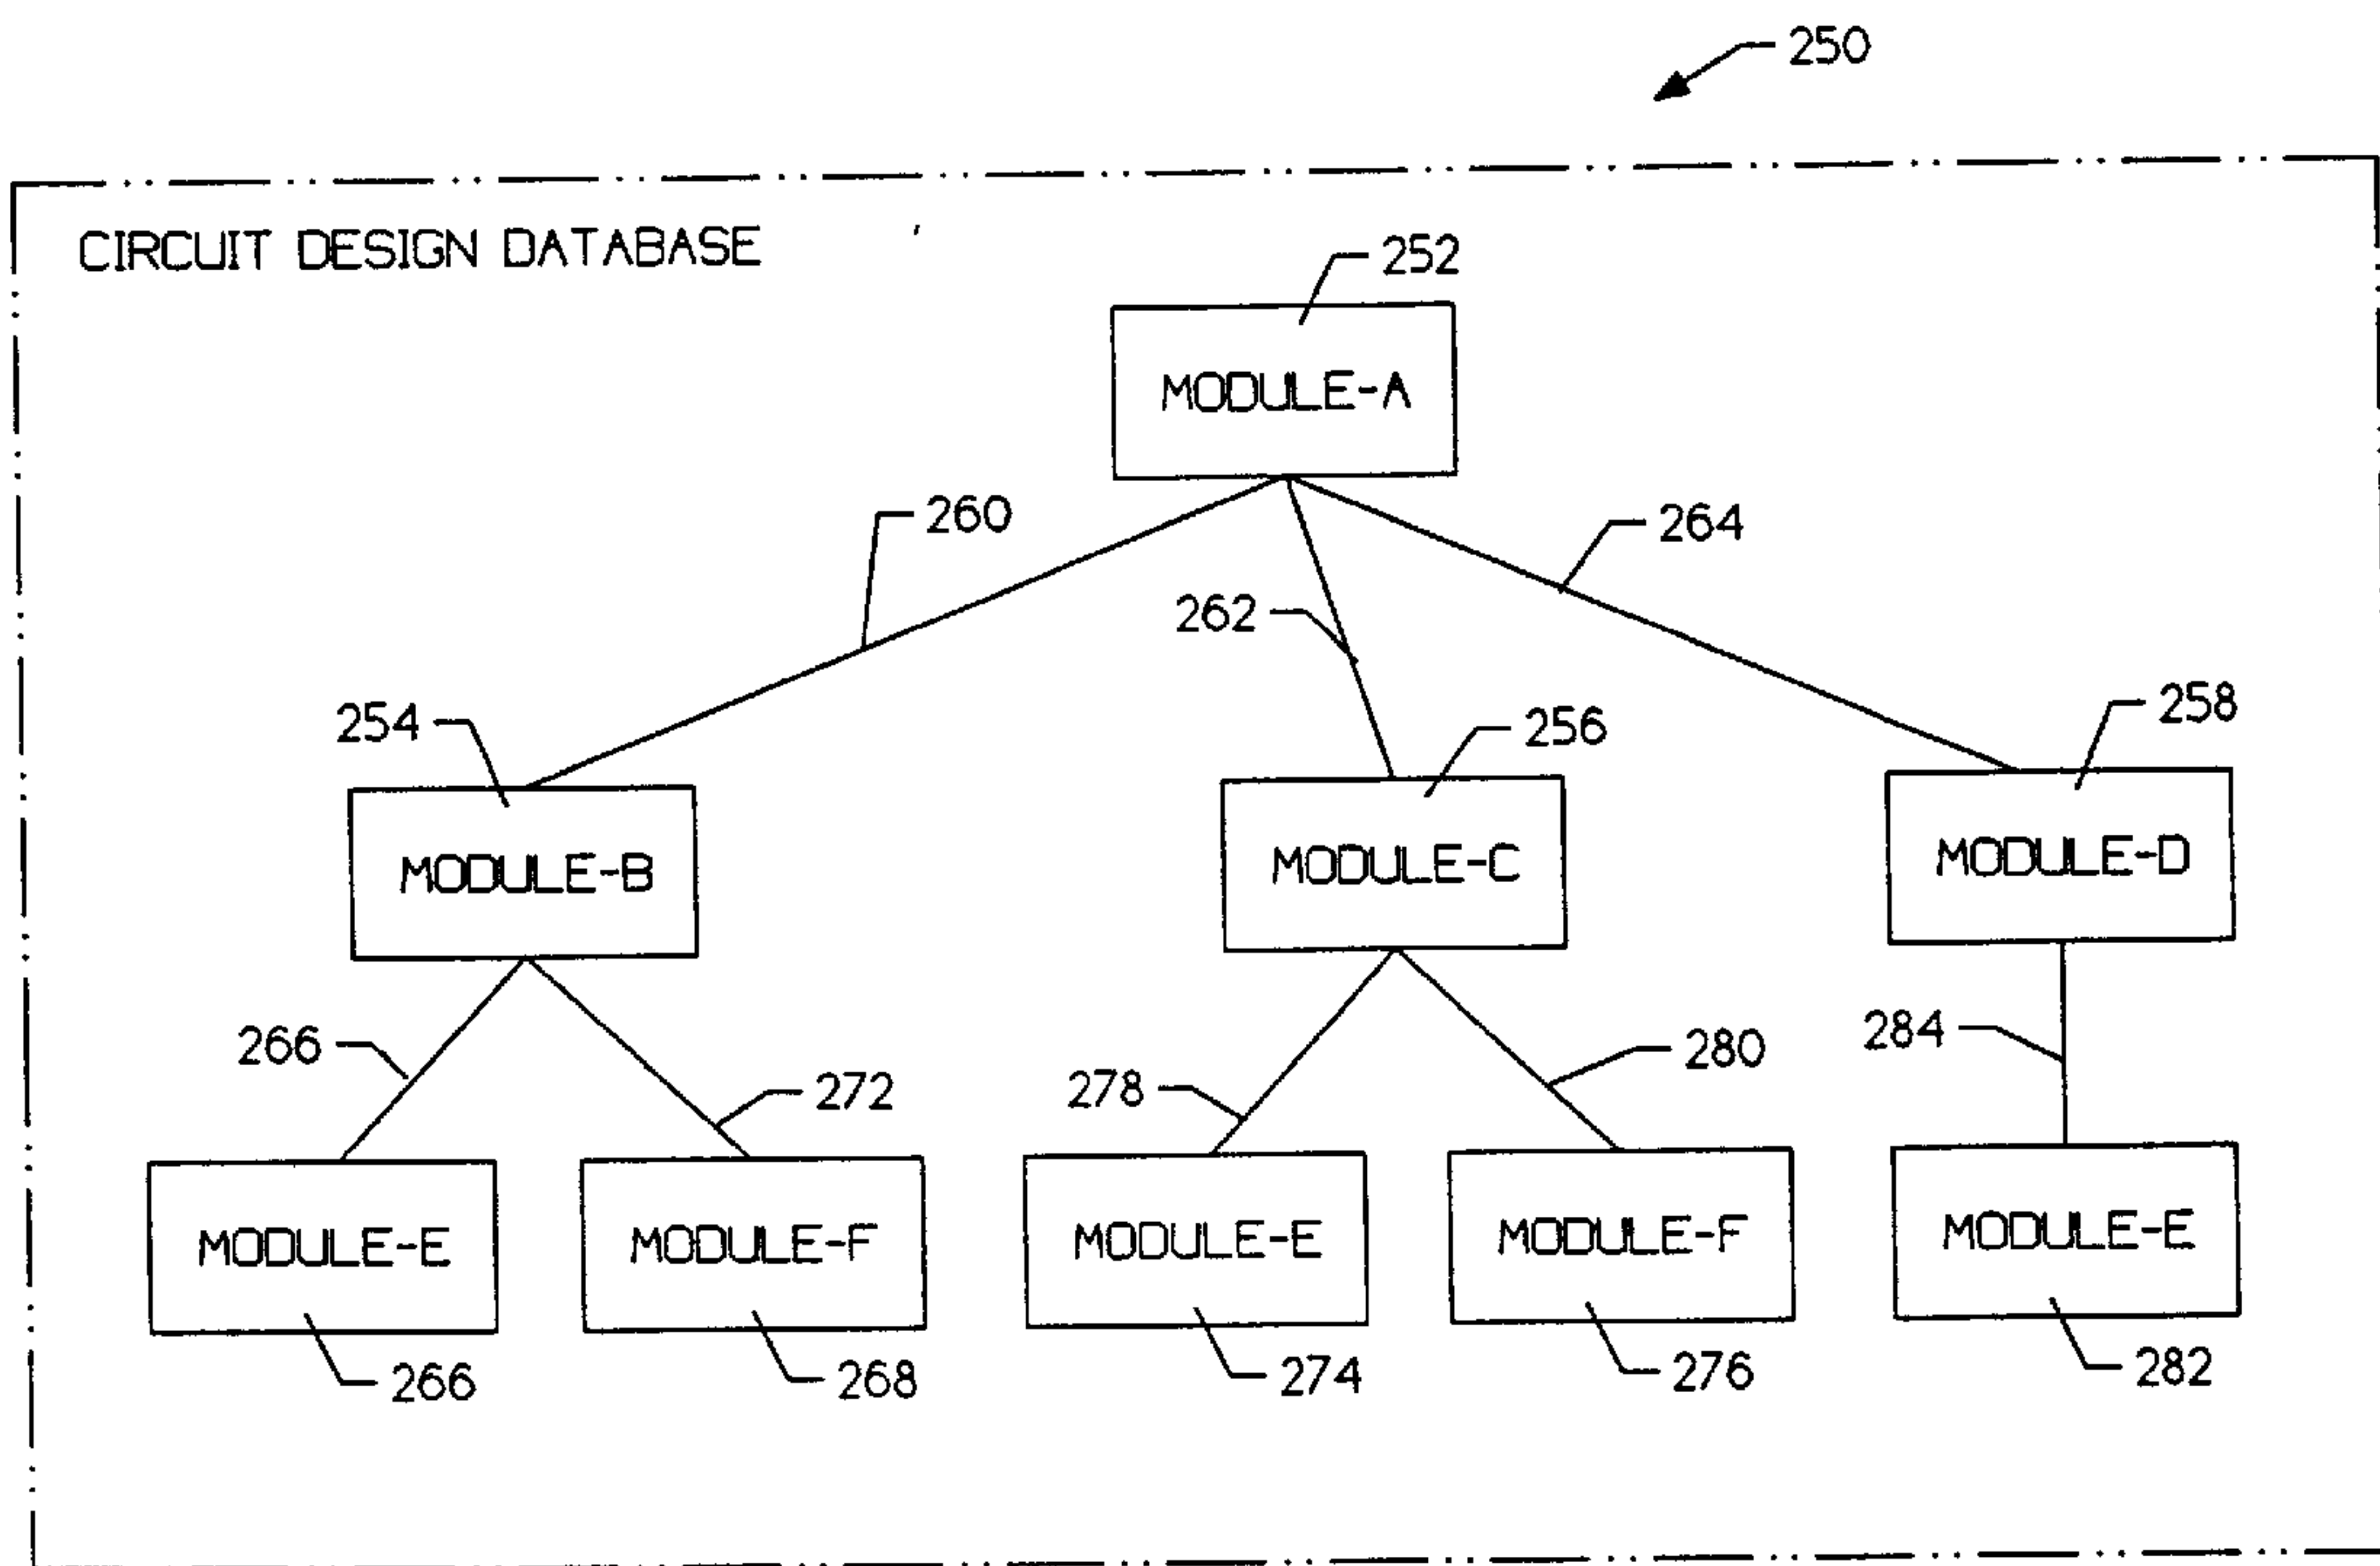 250
CIRCUIT DESIGN DATABASE
252
MODULE-A
260
264
262
254
256
258
MODULE-B
MODULE-C
MODULE-D
266
272
278
280
284
MODULE-E
MODULE-F
MODULE-E
MODULE-F
MODULE-E
266
268
274
276
282